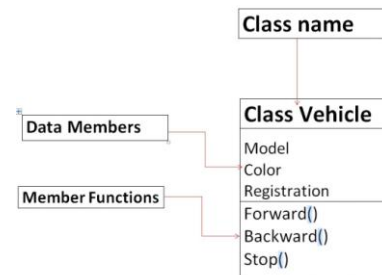 Class name
Class Vehicle
Data Members
Model
Color
Member Functions
Registration
Forward()
Backward()
Stop()